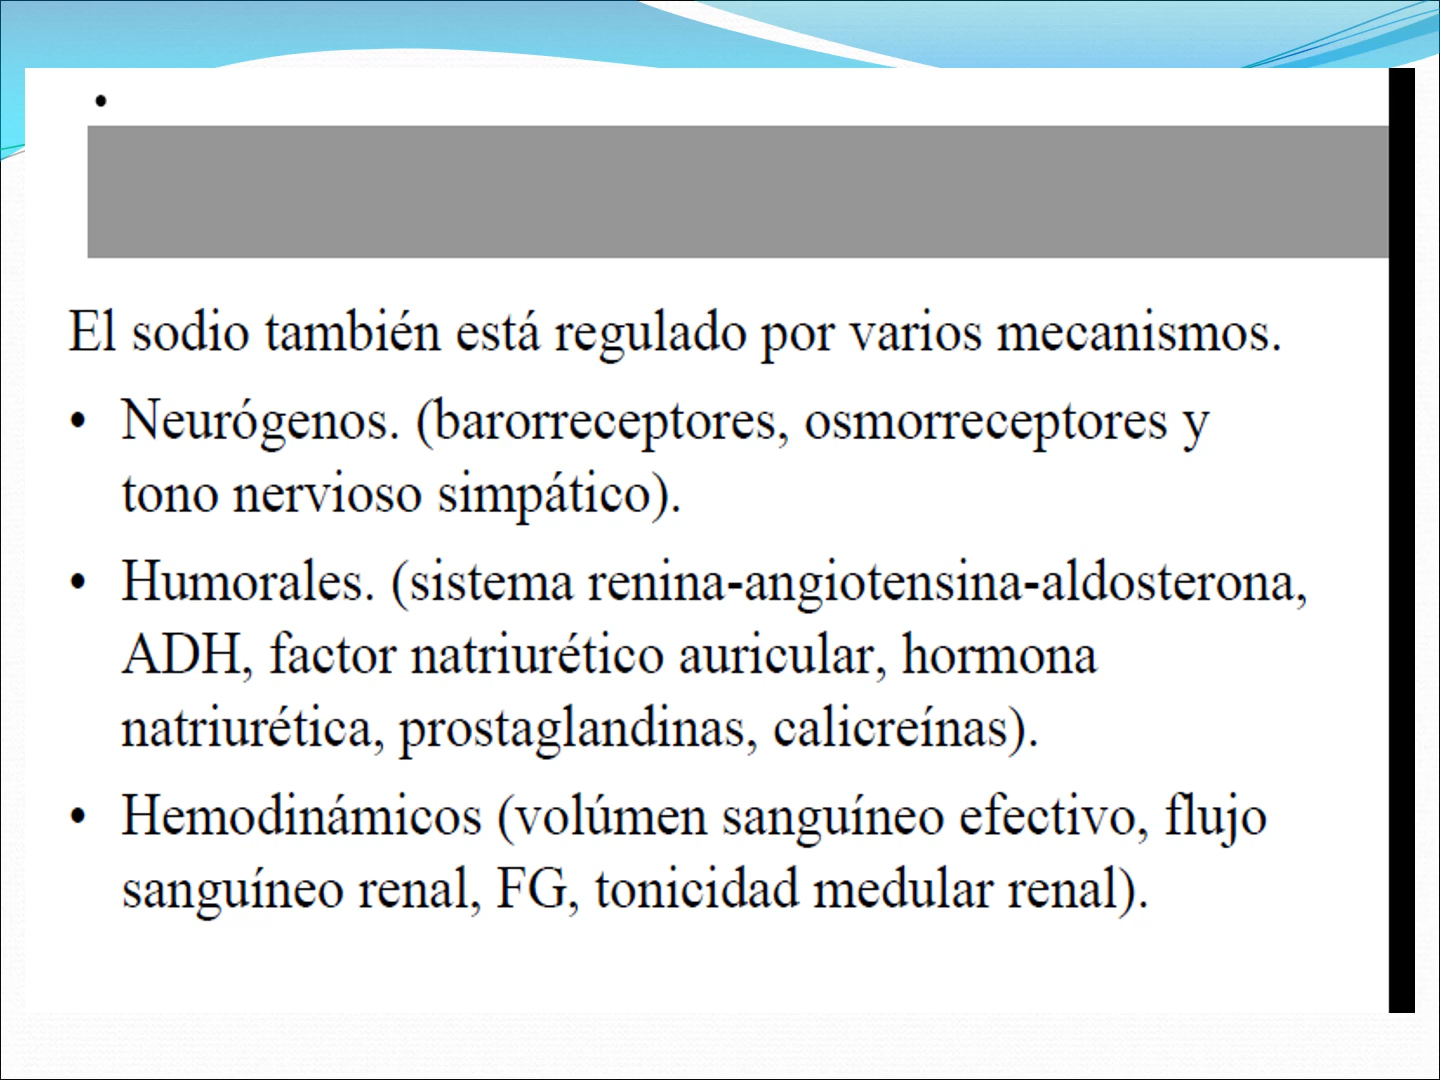 •
El sodio también está regulado por varios mecanismos.
• Neurógenos. (barorreceptores, osmorreceptores y
tono nervioso simpático).
• Humorales. (sistema renina-angiotensina-aldosterona,
ADH, factor natriurético auricular, hormona
natriurética, prostaglandinas, calicreínas).
• Hemodinámicos (volúmen sanguíneo efectivo, flujo
sanguíneo renal, FG, tonicidad medular renal).